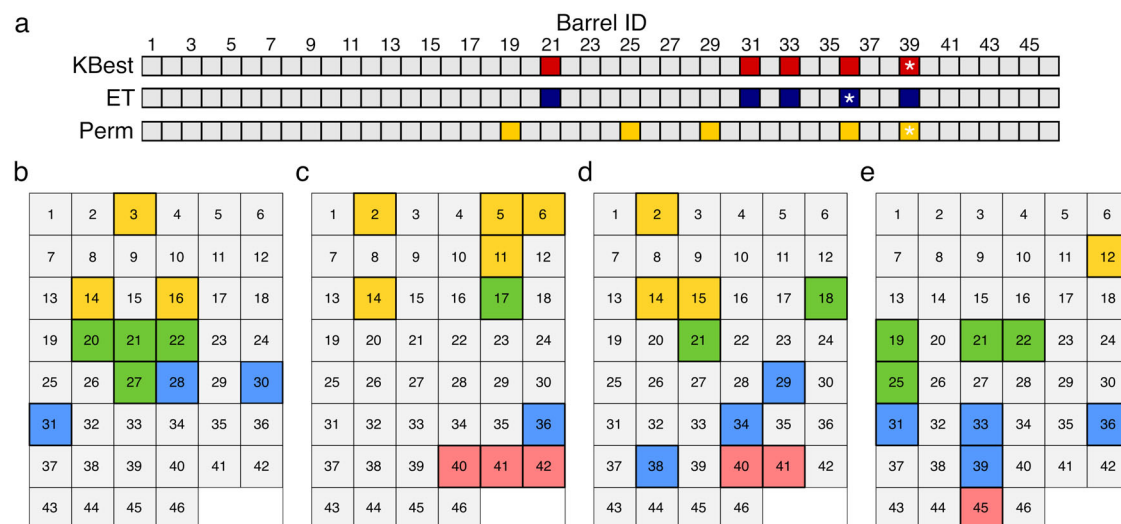 a
Barrel ID
1 3 5 7 9 11 13 15 17 19 21 23 25 27 29 31 33 35 37 39 41 43 45
KBest *
ET *
Perm *
b c d e
1 2 3 4 5 6 1 2 3 4 5 6 1 2 3 4 5 6 1 2 3 4 5 6
7 8 9 10 11 12 7 8 9 10 11 12 7 8 9 10 11 12 7 8 9 10 11 12
13 14 15 16 17 18 13 14 15 16 17 18 13 14 15 16 17 18 13 14 15 16 17 18
19 20 21 22 23 24 19 20 21 22 23 24 19 20 21 22 23 24 19 20 21 22 23 24
25 26 27 28 29 30 25 26 27 28 29 30 25 26 27 28 29 30 25 26 27 28 29 30
31 32 33 34 35 36 31 32 33 34 35 36 31 32 33 34 35 36 31 32 33 34 35 36
37 38 39 40 41 42 37 38 39 40 41 42 37 38 39 40 41 42 37 38 39 40 41 42
43 44 45 46 43 44 45 46 43 44 45 46 43 44 45 46